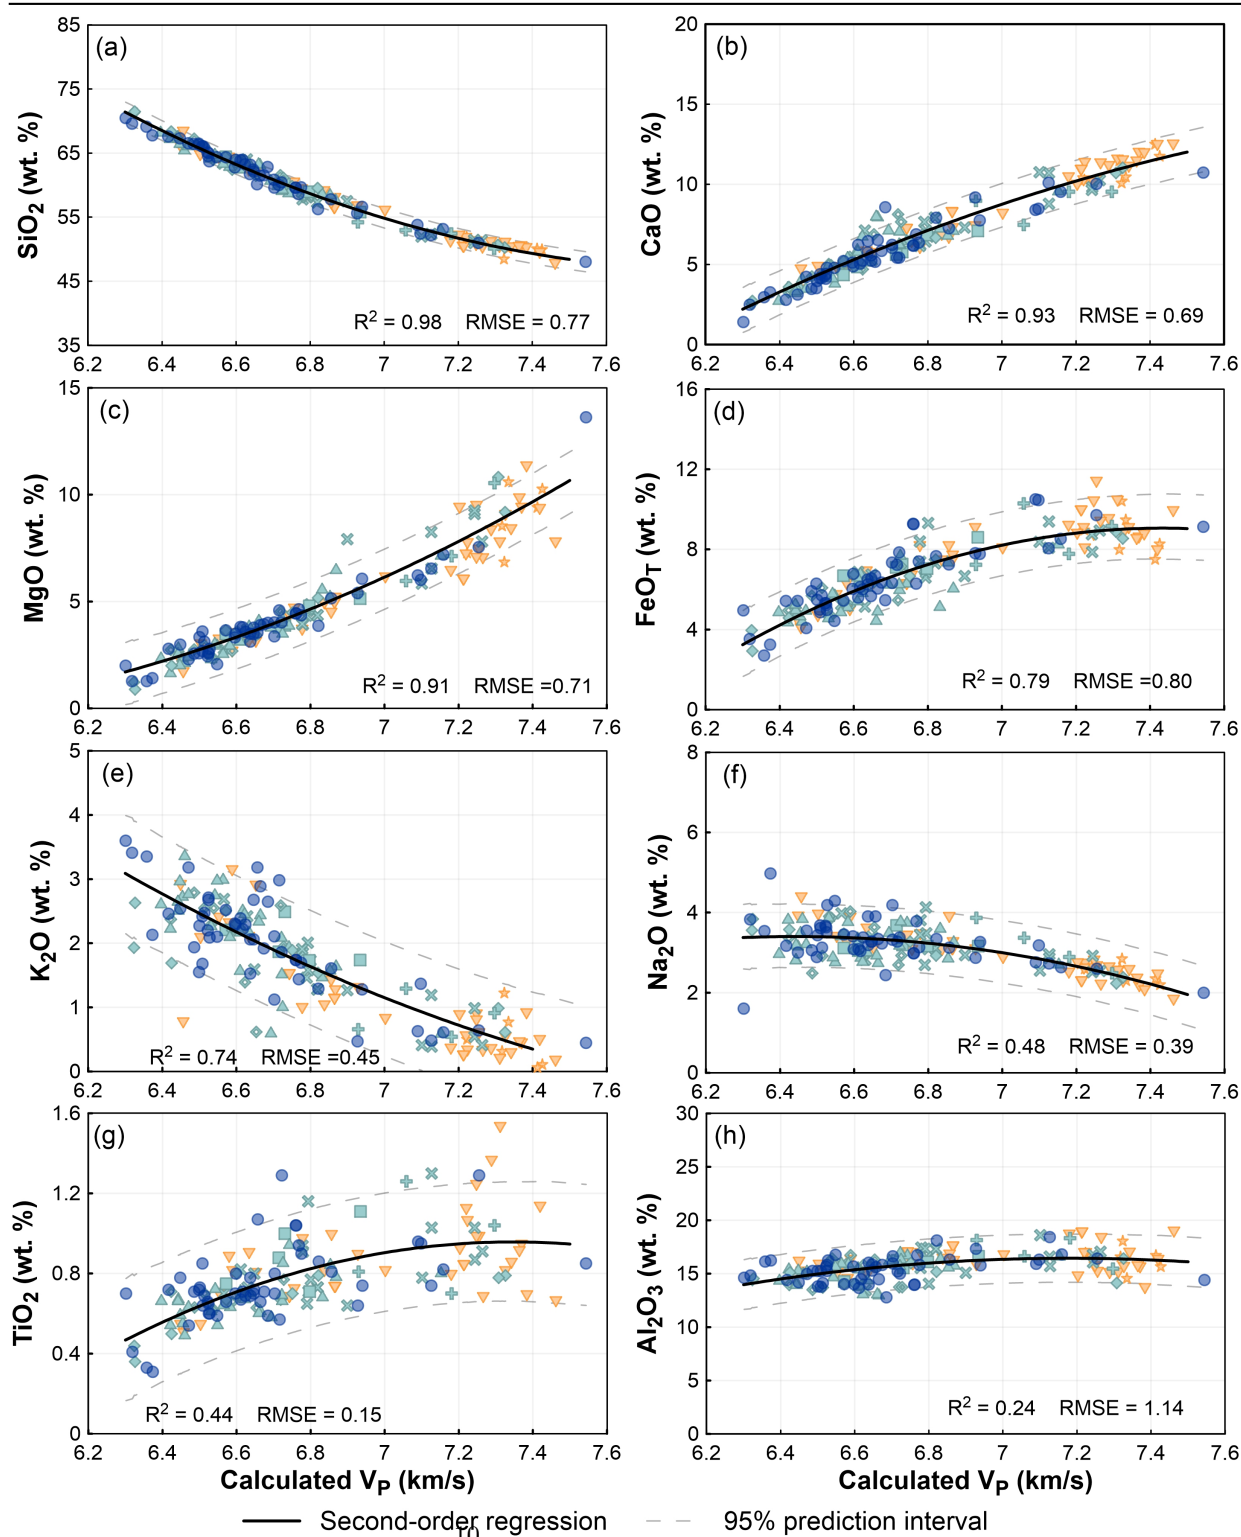 (a)
SiO2 (wt. %)
85
75
65
55
45
35
R2 = 0.98 RMSE = 0.77
6.2 6.4 6.6 6.8 7 7.2 7.4 7.6
(b)
CaO (wt. %)
20
15
10
5
0
R2 = 0.93 RMSE = 0.69
6.2 6.4 6.6 6.8 7 7.2 7.4 7.6
(c)
MgO (wt. %)
15
10
5
0
R2 = 0.91 RMSE =0.71
6.2 6.4 6.6 6.8 7 7.2 7.4 7.6
(d)
FeOT (wt. %)
16
12
8
4
0
R2 = 0.79 RMSE =0.80
6.2 6.4 6.6 6.8 7 7.2 7.4 7.6
(e)
K2O (wt. %)
5
4
3
2
1
0
R2 = 0.74 RMSE =0.45
6.2 6.4 6.6 6.8 7 7.2 7.4 7.6
(f)
Na2O (wt. %)
8
6
4
2
0
R2 = 0.48 RMSE =0.39
6.2 6.4 6.6 6.8 7 7.2 7.4 7.6
(g)
TiO2 (wt. %)
1.6
1.2
0.8
0.4
0
R2 = 0.44 RMSE = 0.15
6.2 6.4 6.6 6.8 7 7.2 7.4 7.6
Calculated VP (km/s)
(h)
Al2O3 (wt. %)
30
25
20
15
10
5
0
R2 = 0.24 RMSE = 1.14
6.2 6.4 6.6 6.8 7 7.2 7.4 7.6
Calculated VP (km/s)
Second-order regression 95% prediction interval
10